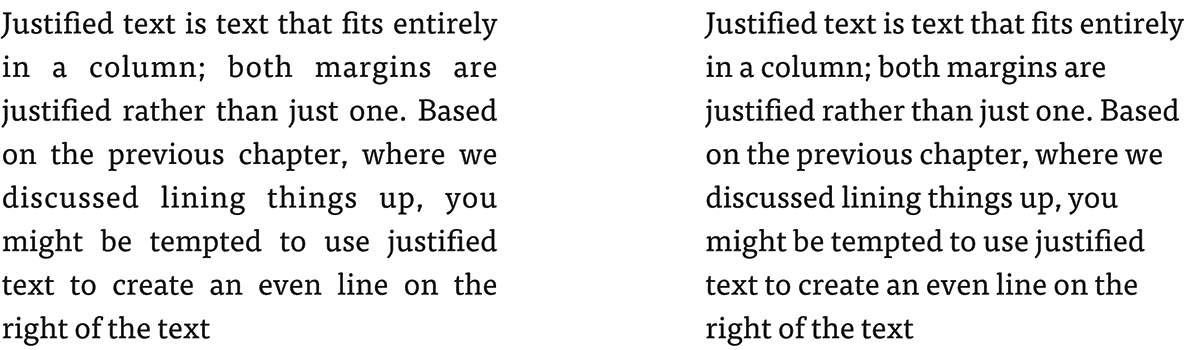 Justified text is text that fits entirely
in a column; both margins are
justified rather than just one. Based
on the previous chapter, where we
discussed lining things up, you
might be tempted to use justified
text to create an even line on the
right of the text
Justified text is text that fits entirely
in a column; both margins are
justified rather than just one. Based
on the previous chapter, where we
discussed lining things up, you
might be tempted to use justified
text to create an even line on the
right of the text